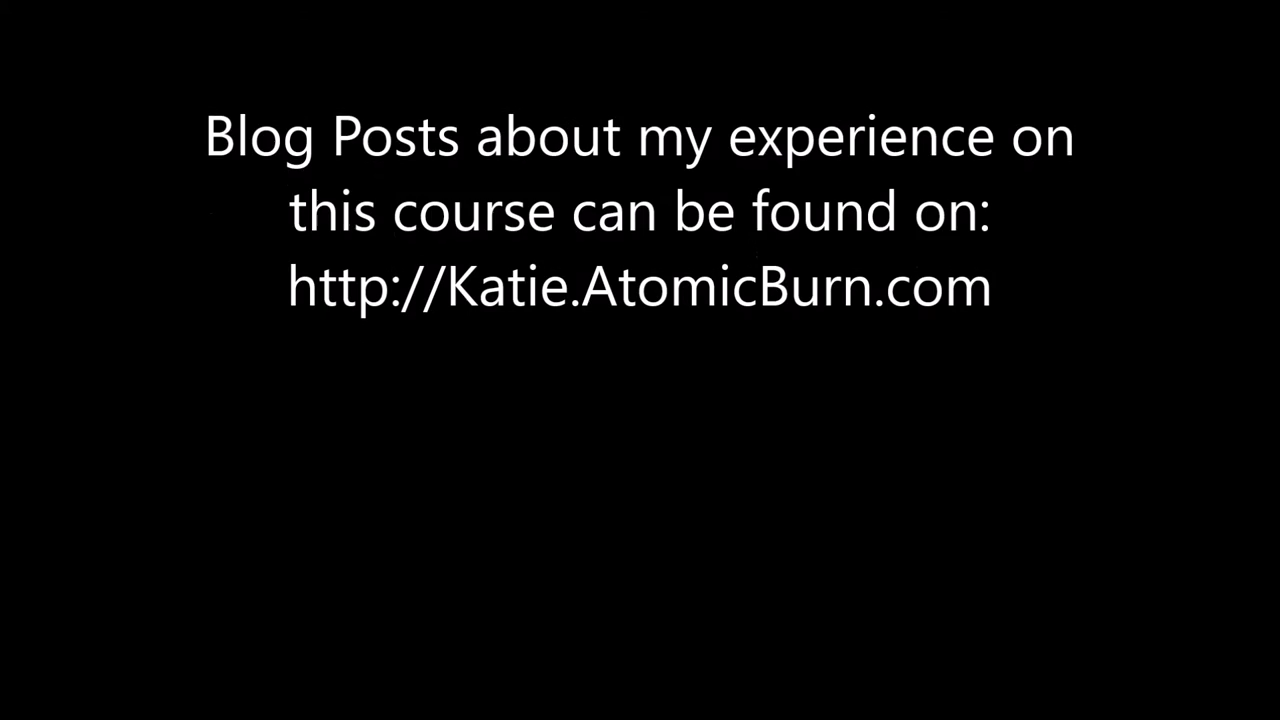 Blog Posts about my experience on
this course can be found on:
http://Katie.AtomicBurn.com